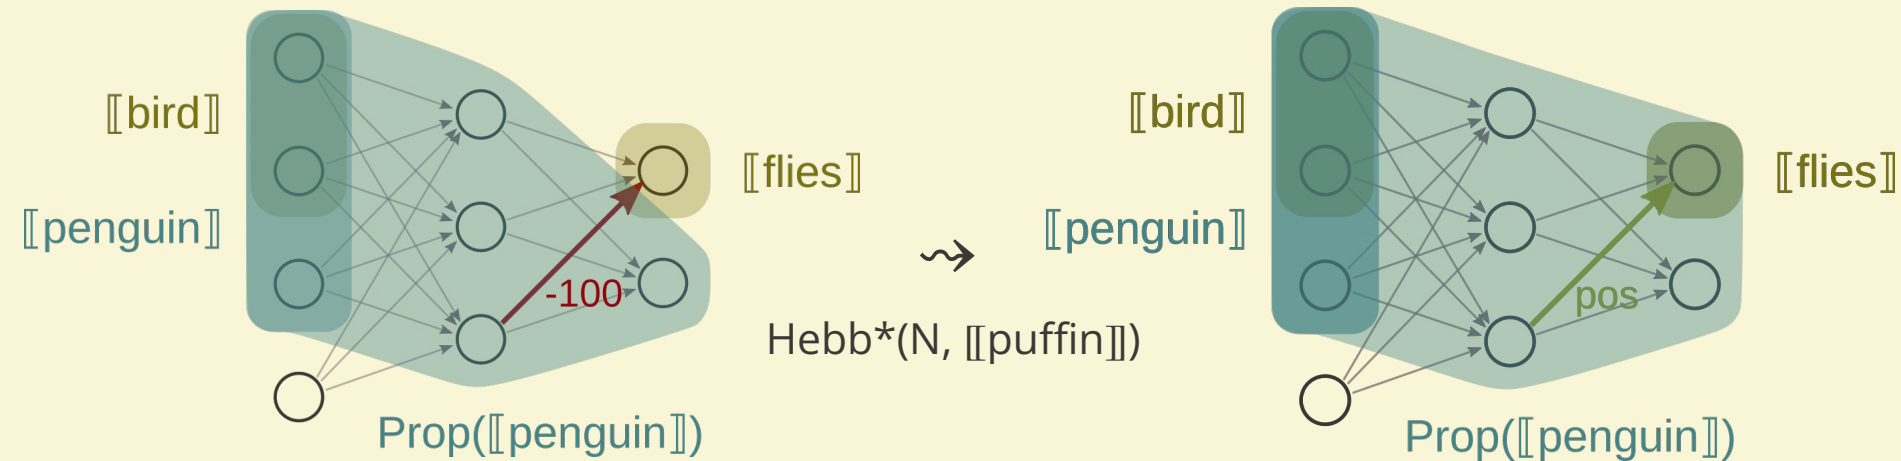 ⟦bird⟧
⟦penguin⟧
⟦flies⟧
-100
Prop(⟦penguin⟧)
Hebb*(N, ⟦puffin⟧)
⟦bird⟧
⟦penguin⟧
⟦flies⟧
pos
Prop(⟦penguin⟧)